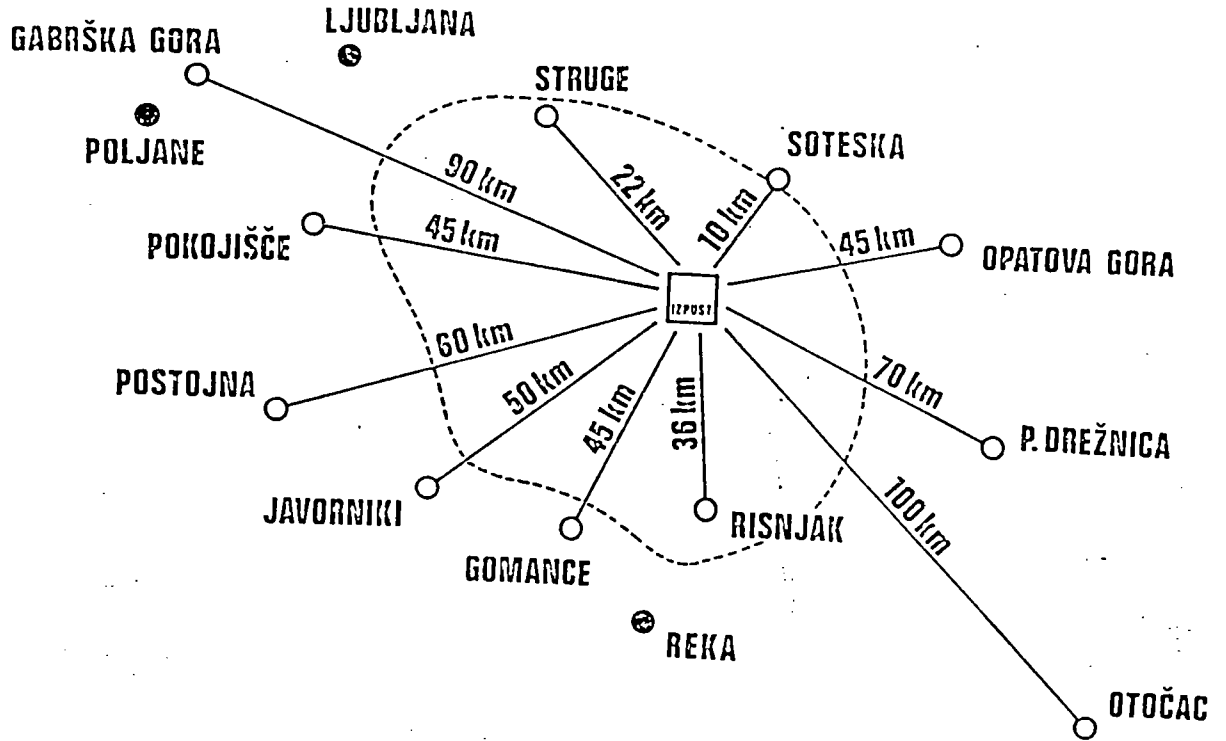 LJUBLJANA
GABRŠKA GORA
STRUGE
POLJANE
SOTESKA
90 km
22 km
10 km
POKOJIŠČE
45 km
45 km
OPATOVA GORA
IZPUST
60 km
POSTOJNA
50 km
45 km
36 km
70 km
P. DREŽNICA
JAVORNIKI
100 km
RISNJAK
GOMANCE
REKA
OTOČAC